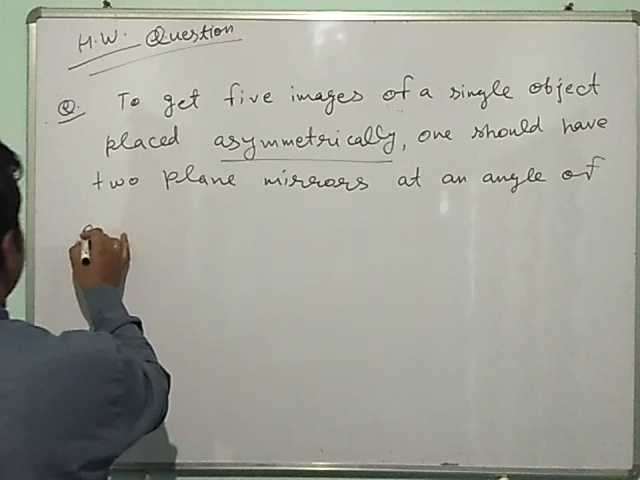 H.W. Question
Q. To get five images of a single object
placed asymmetrically, one should have
two plane mirrors at an angle of